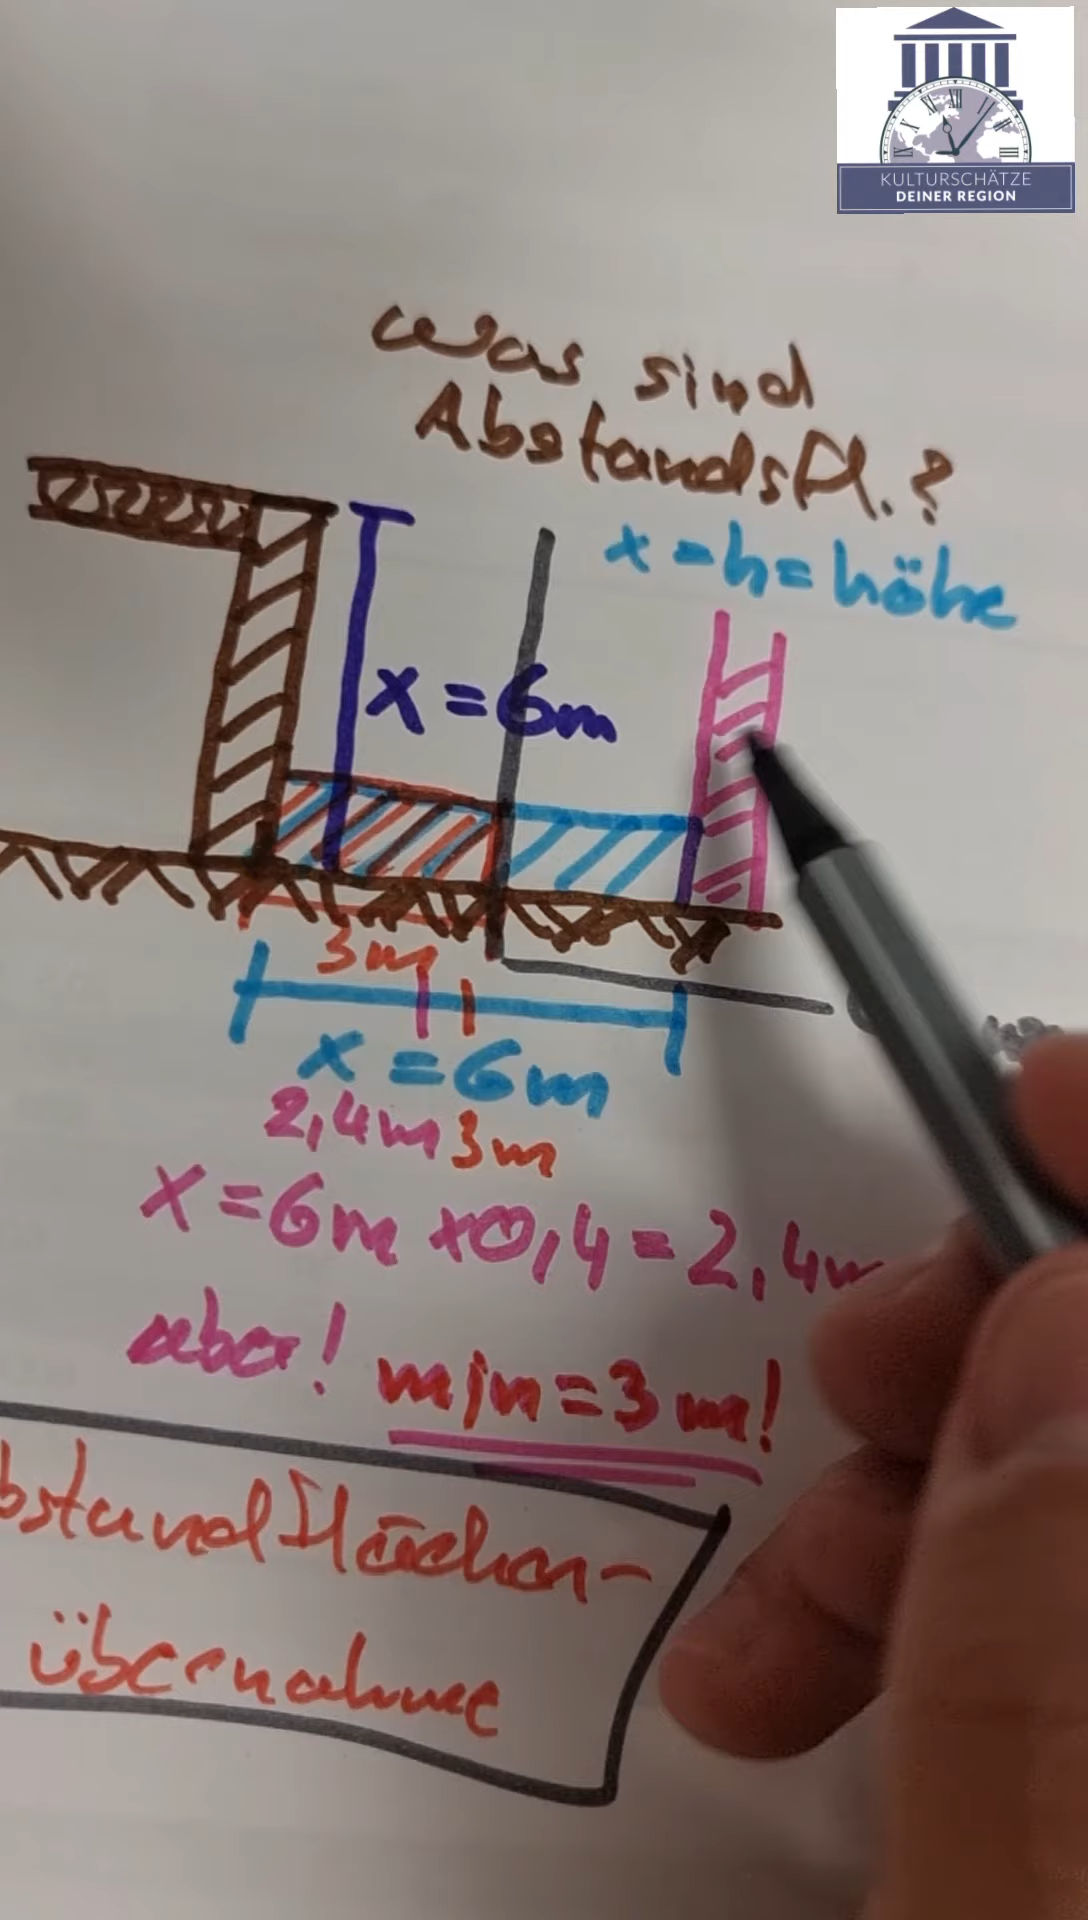 KULTURSCHÄTZE
DEINER REGION
Was sind
Abstandsfl.?
x = h = höhe
x = 6m
3m
x = 6m
2,4m 3m
x = 6m x0,4 = 2,4m
aber! min = 3m!
bstandflächen-
übernahme